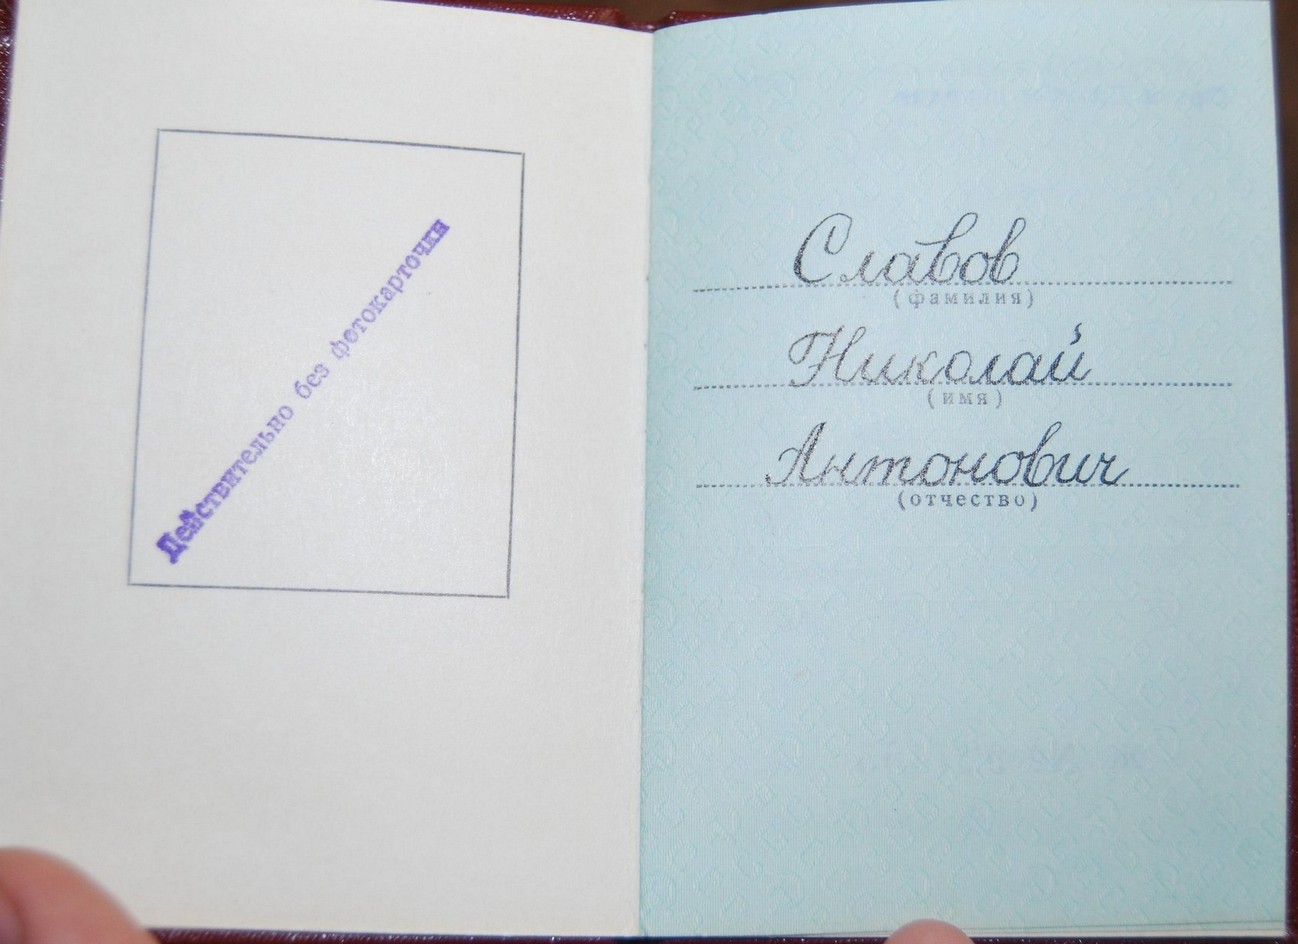 Действительно без фотокарточки
Славов
(фамилия)
Николай
(имя)
Антонович
(отчество)